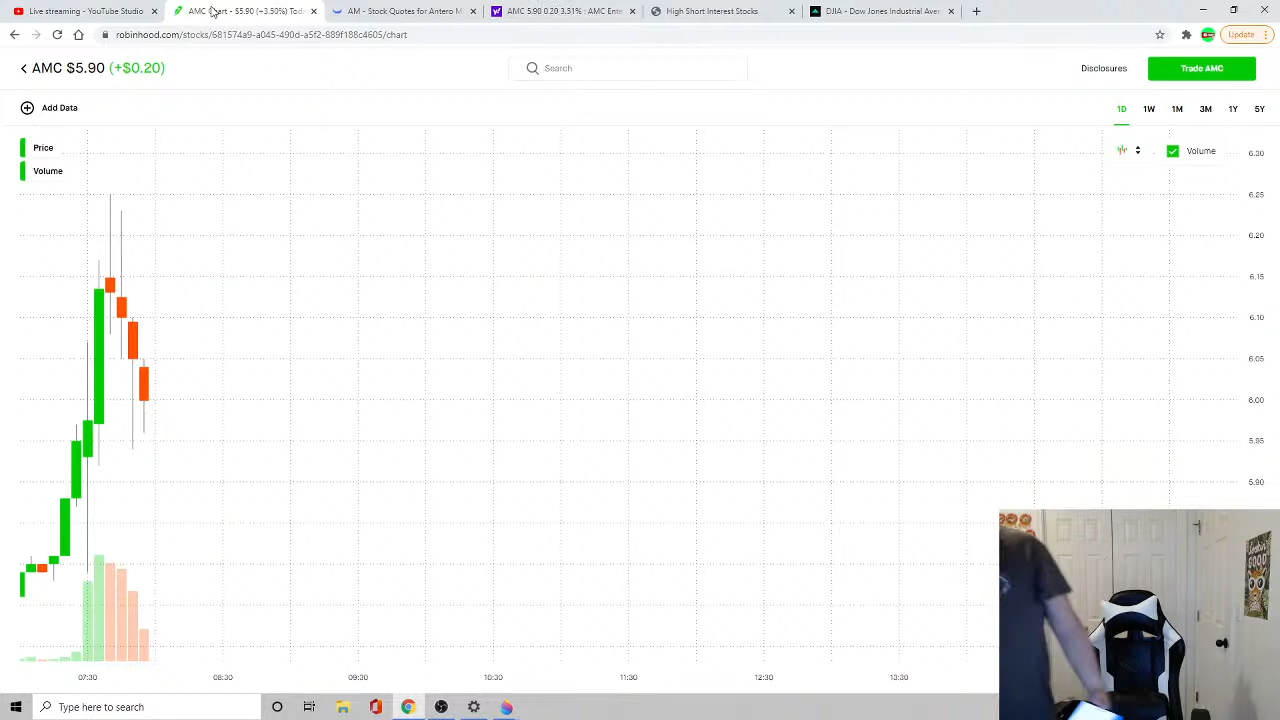 Live streaming - YouTube Studio
AMC Chart - $5.90 (+3.50%) Toda
AM - Stock Quotes for Antero Mi
AMC 5.90 0.20 3.51% : AMC Ente
High Short Interest Stocks
DJIA - Dow Jones Industrial Aver
robinhood.com/stocks/681574a9-a045-490d-a5f2-889f188c4605/chart
Update
AMC $5.90 (+$0.20)
Search
Disclosures
Trade AMC
Add Data
1D 1W 1M 3M 1Y 5Y
Price
Volume
Volume
6.30
6.25
6.20
6.15
6.10
6.05
6.00
5.95
5.90
07:30 08:30 09:30 10:30 11:30 12:30 13:30
Type here to search